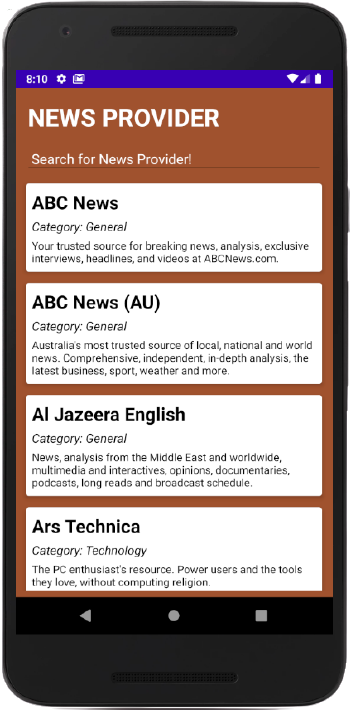 8:10
NEWS PROVIDER
Search for News Provider!
ABC News
Category: General
Your trusted source for breaking news, analysis, exclusive
interviews, headlines, and videos at ABCNews.com.
ABC News (AU)
Category: General
Australia's most trusted source of local, national and world
news. Comprehensive, independent, in-depth analysis, the
latest business, sport, weather and more.
Al Jazeera English
Category: General
News, analysis from the Middle East and worldwide,
multimedia and interactives, opinions, documentaries,
podcasts, long reads and broadcast schedule.
Ars Technica
Category: Technology
The PC enthusiast's resource. Power users and the tools
they love, without computing religion.